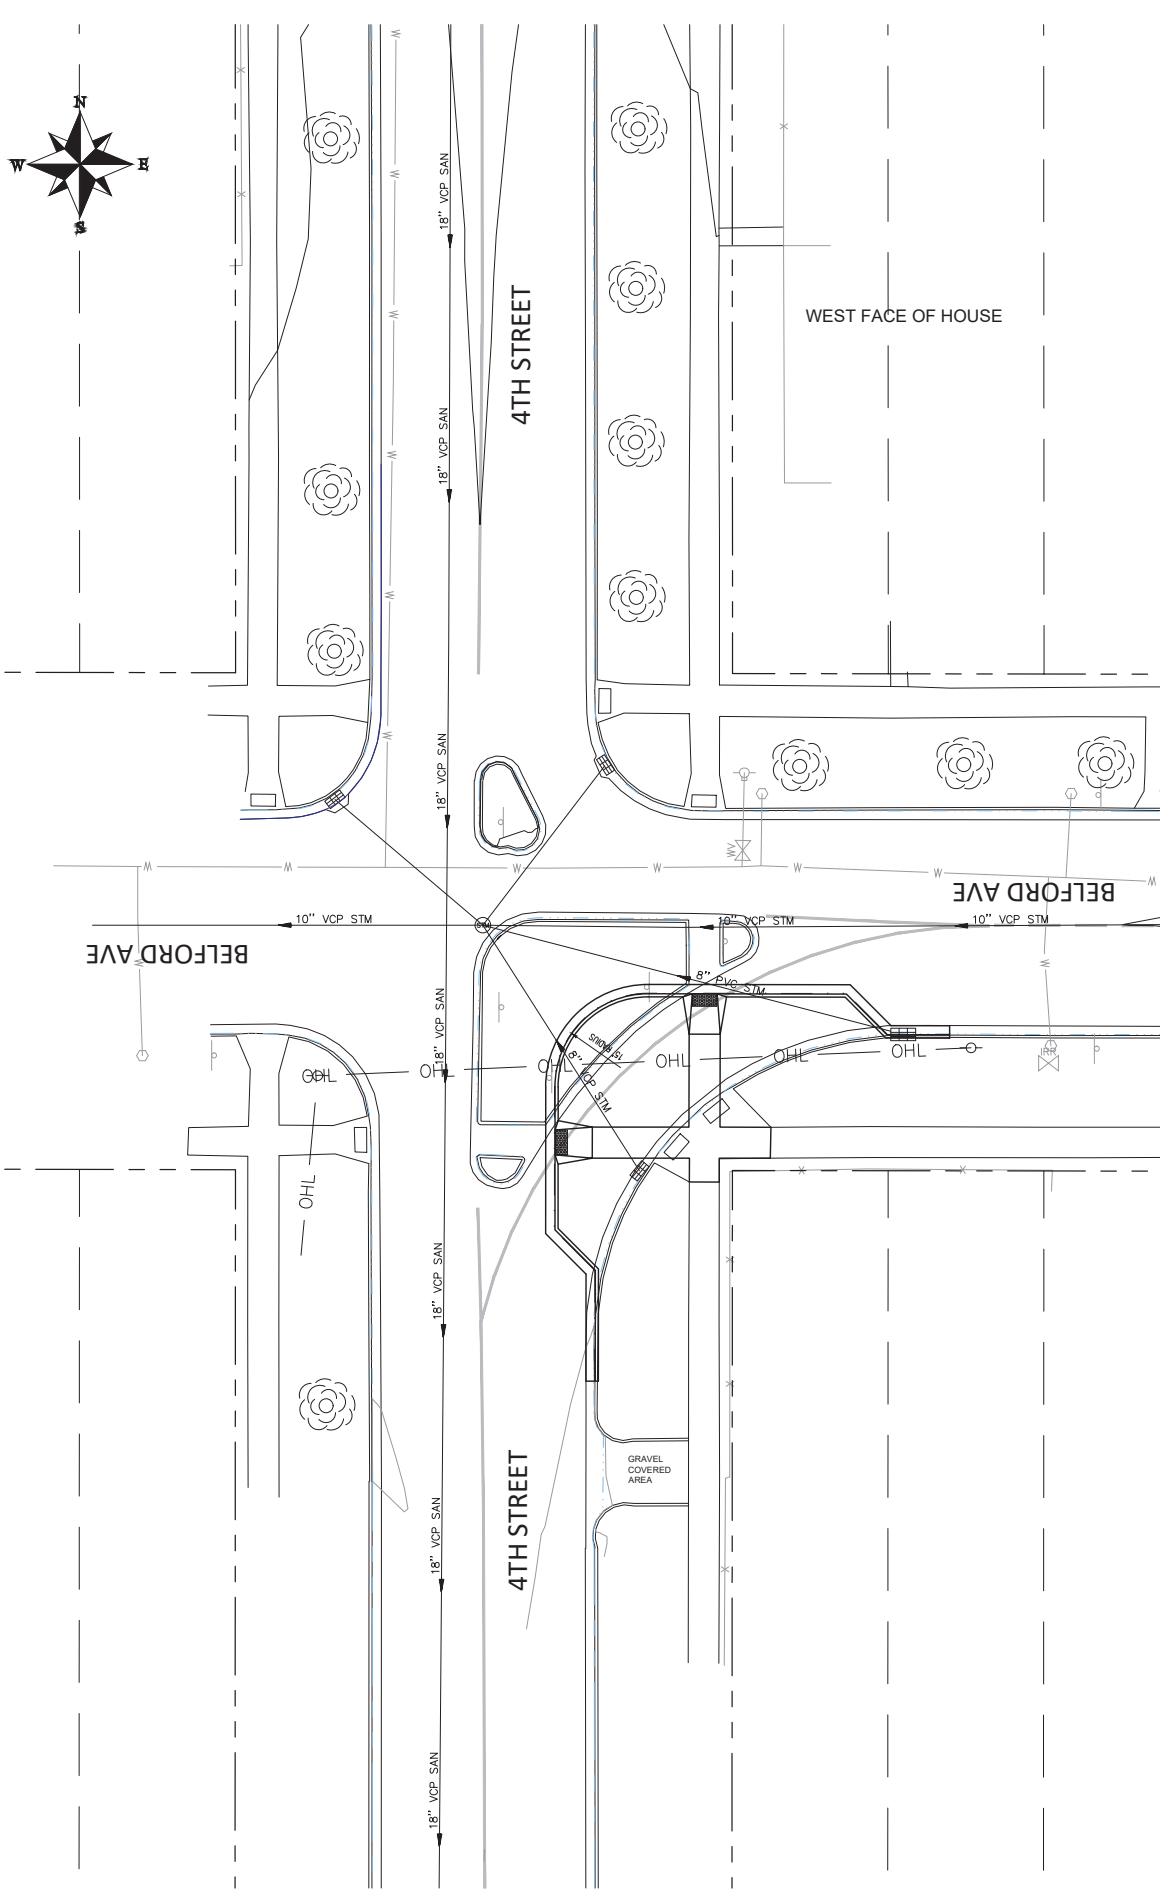 N
W
E
S
W
W
18" VCP SAN
W
4TH STREET
WEST FACE OF HOUSE
W
18" VCP SAN
W
W
18" VCP SAN
W
WV
W
W
W
W
W
W
W
BELFORD AVE
10" VCP STM
STM
10" VCP STM
10" VCP STM
BELFORD AVE
W
W
8" PVC STM
18" VCP SAN
15' RADIUS
8" VCP STM
OHL
OHL
OHL
OHL
OHL
OHL
IRR
OHL
18" VCP SAN
GRAVEL
COVERED
AREA
4TH STREET
18" VCP SAN
18" VCP SAN